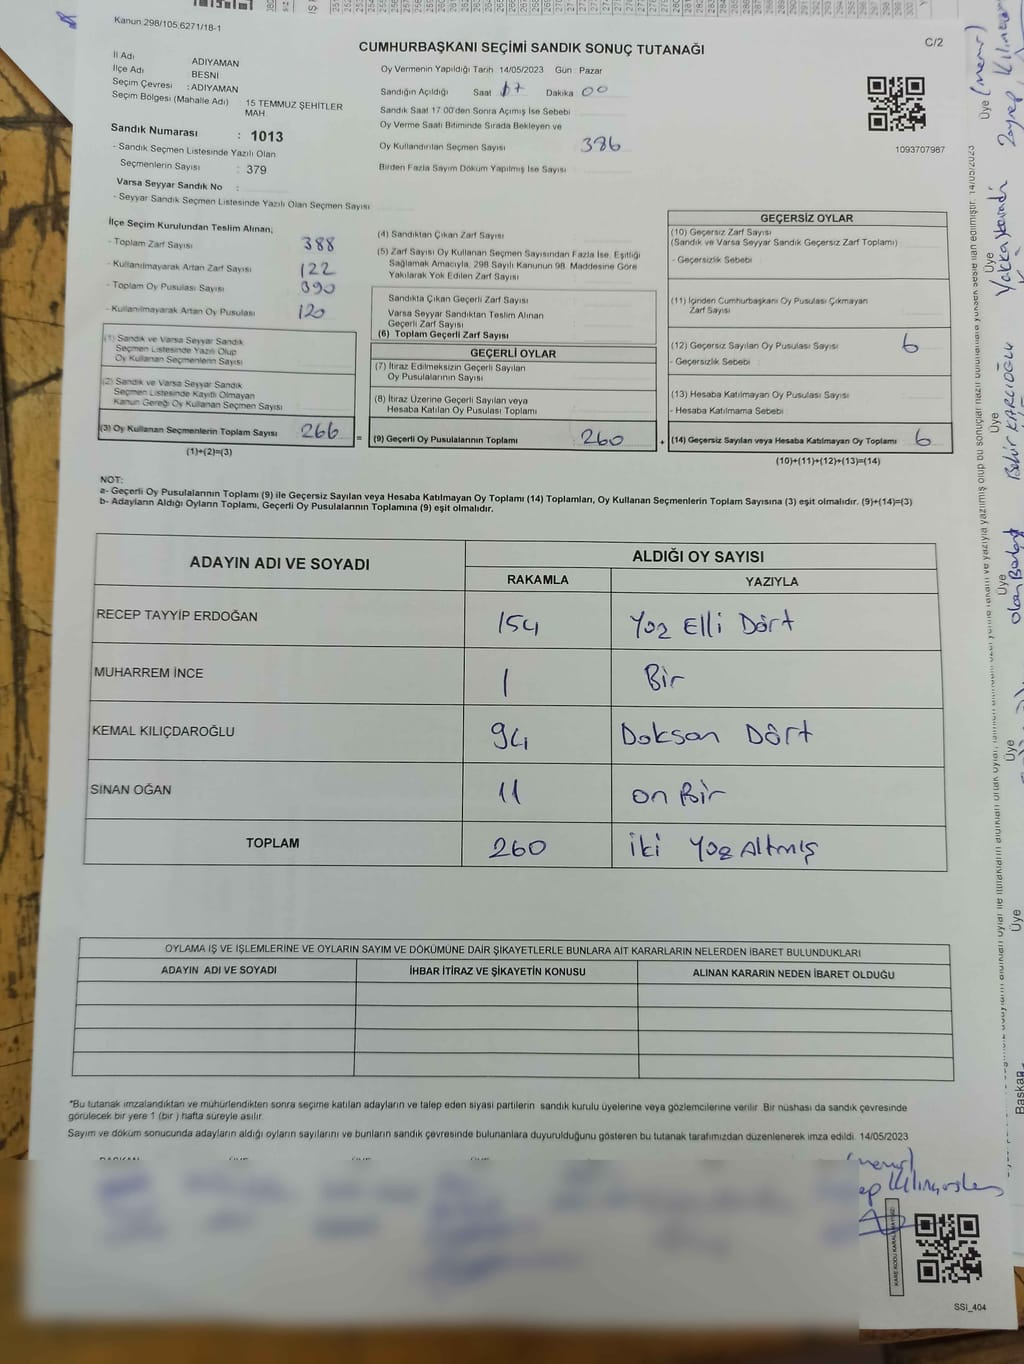 Kanun.298/105.6271/18-1
C/2
CUMHURBAŞKANI SEÇİMİ SANDIK SONUÇ TUTANAĞI
İl Adı ADIYAMAN
İlçe Adı BESNİ
Seçim Çevresi : ADIYAMAN
Seçim Bölgesi (Mahalle Adı) 15 TEMMUZ ŞEHİTLER MAH.
Sandık Numarası : 1013
- Sandık Seçmen Listesinde Yazılı Olan
Seçmenlerin Sayısı : 379
Varsa Seyyar Sandık No :
- Seyyar Sandık Seçmen Listesinde Yazılı Olan Seçmen Sayısı
Oy Vermenin Yapıldığı Tarih 14/05/2023 Gün Pazar
Sandığın Açıldığı Saat 17 Dakika 00
Sandık Saat 17.00'den Sonra Açımış İse Sebebi
Oy Verme Saati Bitiminde Sırada Bekleyen ve
Oy Kullandırılan Seçmen Sayısı 386
Birden Fazla Sayım Döküm Yapılmış İse Sayısı
1093707987
İlçe Seçim Kurulundan Teslim Alınan;
- Toplam Zarf Sayısı 388
- Kullanılmayarak Artan Zarf Sayısı 122
- Toplam Oy Pusulası Sayısı 390
- Kullanılmayarak Artan Oy Pusulası 120
(1) Sandık ve Varsa Seyyar Sandık
Seçmen Listesinde Yazılı Olup
Oy Kullanan Seçmenlerin Sayısı
(2) Sandık ve Varsa Seyyar Sandık
Seçmen Listesinde Kayıtlı Olmayan
Kanun Gereği Oy Kullanan Seçmen Sayısı
(3) Oy Kullanan Seçmenlerin Toplam Sayısı 266 =
(1)+(2)=(3)
(4) Sandıktan Çıkan Zarf Sayısı
(5) Zarf Sayısı Oy Kullanan Seçmen Sayısından Fazla İse, Eşitliği
Sağlamak Amacıyla, 298 Sayılı Kanunun 98. Maddesine Göre
Yakılarak Yok Edilen Zarf Sayısı
Sandıkta Çıkan Geçerli Zarf Sayısı
Varsa Seyyar Sandıktan Teslim Alınan
Geçerli Zarf Sayısı
(6) Toplam Geçerli Zarf Sayısı
GEÇERLİ OYLAR
(7) İtiraz Edilmeksizin Geçerli Sayılan
Oy Pusulalarının Sayısı
(8) İtiraz Üzerine Geçerli Sayılan veya
Hesaba Katılan Oy Pusulası Toplamı
(9) Geçerli Oy Pusulalarının Toplamı 260 +
GEÇERSİZ OYLAR
(10) Geçersiz Zarf Sayısı
(Sandık ve Varsa Seyyar Sandık Geçersiz Zarf Toplamı)
- Geçersizlik Sebebi
(11) İçinden Cumhurbaşkanı Oy Pusulası Çıkmayan
Zarf Sayısı
(12) Geçersiz Sayılan Oy Pusulası Sayısı 6
- Geçersizlik Sebebi
(13) Hesaba Katılmayan Oy Pusulası Sayısı
- Hesaba Katılmama Sebebi
(14) Geçersiz Sayılan veya Hesaba Katılmayan Oy Toplamı 6
(10)+(11)+(12)+(13)=(14)
NOT:
a- Geçerli Oy Pusulalarının Toplamı (9) ile Geçersiz Sayılan veya Hesaba Katılmayan Oy Toplamı (14) Toplamları, Oy Kullanan Seçmenlerin Toplam Sayısına (3) eşit olmalıdır. (9)+(14)=(3)
b- Adayların Aldığı Oyların Toplamı, Geçerli Oy Pusulalarının Toplamına (9) eşit olmalıdır.
ADAYIN ADI VE SOYADI ALDIĞI OY SAYISI
RAKAMLA YAZIYLA
RECEP TAYYİP ERDOĞAN 154 Yüz Elli Dört
MUHARREM İNCE 1 Bir
KEMAL KILIÇDAROĞLU 94 Doksan Dört
SİNAN OĞAN 11 on Bir
TOPLAM 260 iki Yüz Altmış
OYLAMA İŞ VE İŞLEMLERİNE VE OYLARIN SAYIM VE DÖKÜMÜNE DAİR ŞİKAYETLERLE BUNLARA AİT KARARLARIN NELERDEN İBARET BULUNDUKLARI
ADAYIN ADI VE SOYADI İHBAR İTİRAZ VE ŞİKAYETİN KONUSU ALINAN KARARIN NEDEN İBARET OLDUĞU
*Bu tutanak imzalandıktan ve mühürlendikten sonra seçime katılan adayların ve talep eden siyasi partilerin sandık kurulu üyelerine veya gözlemcilerine verilir. Bir nüshası da sandık çevresinde
görülecek bir yere 1 (bir ) hafta süreyle asılır.
Sayım ve döküm sonucunda adayların aldığı oyların sayılarını ve bunların sandık çevresinde bulunanlara duyurulduğunu gösteren bu tutanak tarafımızdan düzenlenerek imza edildi. 14/05/2023
(memur)
SSİ_404
Başkan
Üye
Üye
Üye
Üye
Üye
Üye (memur)
Bekir KARCIOĞLU